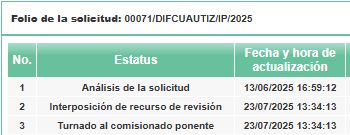 Folio de la solicitud: 00071/DIFCUAUTIZ/IP/2025
No. Estatus Fecha y hora de actualización
1 Análisis de la solicitud 13/06/2025 16:59:12
2 Interposición de recurso de revisión 23/07/2025 13:34:13
3 Turnado al comisionado ponente 23/07/2025 13:34:13